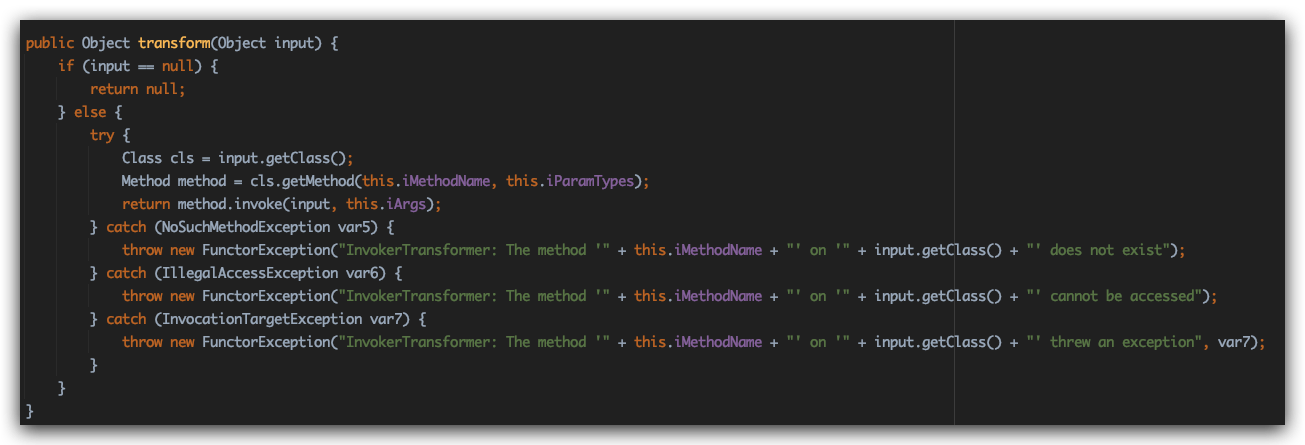 public Object transform(Object input) {
    if (input == null) {
        return null;
    } else {
        try {
            Class cls = input.getClass();
            Method method = cls.getMethod(this.iMethodName, this.iParamTypes);
            return method.invoke(input, this.iArgs);
        } catch (NoSuchMethodException var5) {
            throw new FunctorException("InvokerTransformer: The method '" + this.iMethodName + "' on '" + input.getClass() + "' does not exist");
        } catch (IllegalAccessException var6) {
            throw new FunctorException("InvokerTransformer: The method '" + this.iMethodName + "' on '" + input.getClass() + "' cannot be accessed");
        } catch (InvocationTargetException var7) {
            throw new FunctorException("InvokerTransformer: The method '" + this.iMethodName + "' on '" + input.getClass() + "' threw an exception", var7);
        }
    }
}